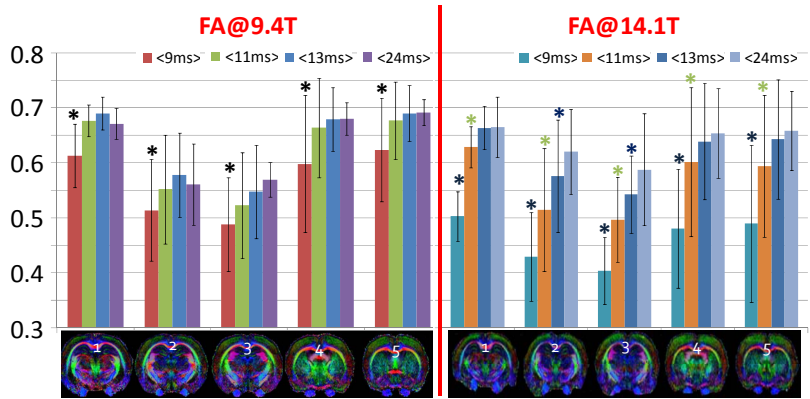 FA@9.4T
FA@14.1T
<9ms> <11ms> <13ms> <24ms>
<9ms> <11ms> <13ms> <24ms>
0.8
0.7
0.6
0.5
0.4
0.3
* * * * *
* * * * * * * * * * * *
1 2 3 4 5
1 2 3 4 5